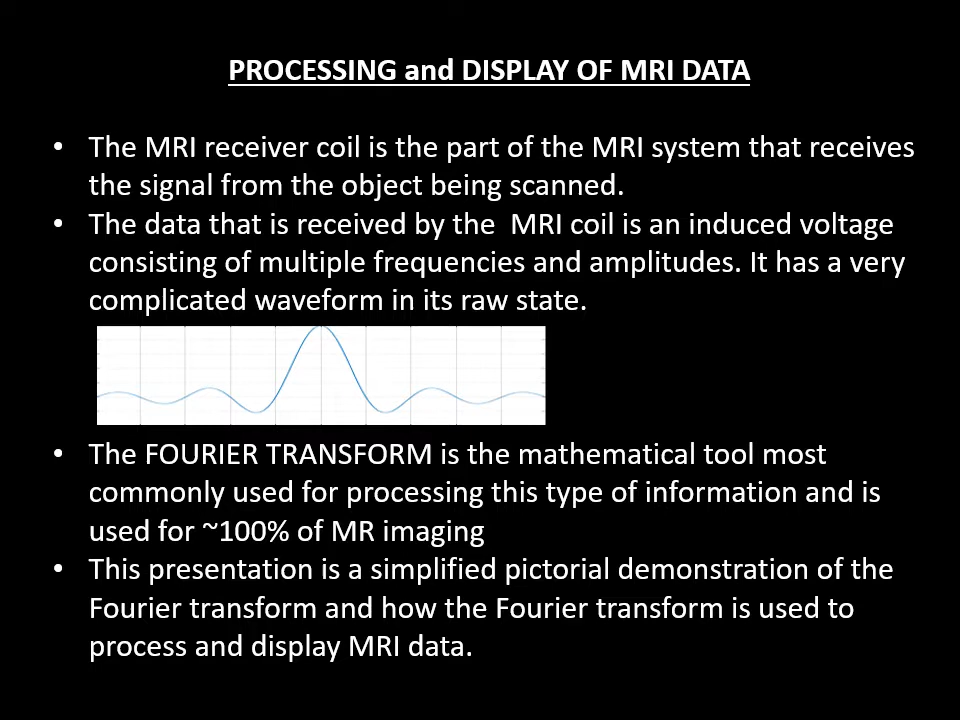 PROCESSING and DISPLAY OF MRI DATA
• The MRI receiver coil is the part of the MRI system that receives
the signal from the object being scanned.
• The data that is received by the  MRI coil is an induced voltage
consisting of multiple frequencies and amplitudes. It has a very
complicated waveform in its raw state.
• The FOURIER TRANSFORM is the mathematical tool most
commonly used for processing this type of information and is
used for ~100% of MR imaging
• This presentation is a simplified pictorial demonstration of the
Fourier transform and how the Fourier transform is used to
process and display MRI data.